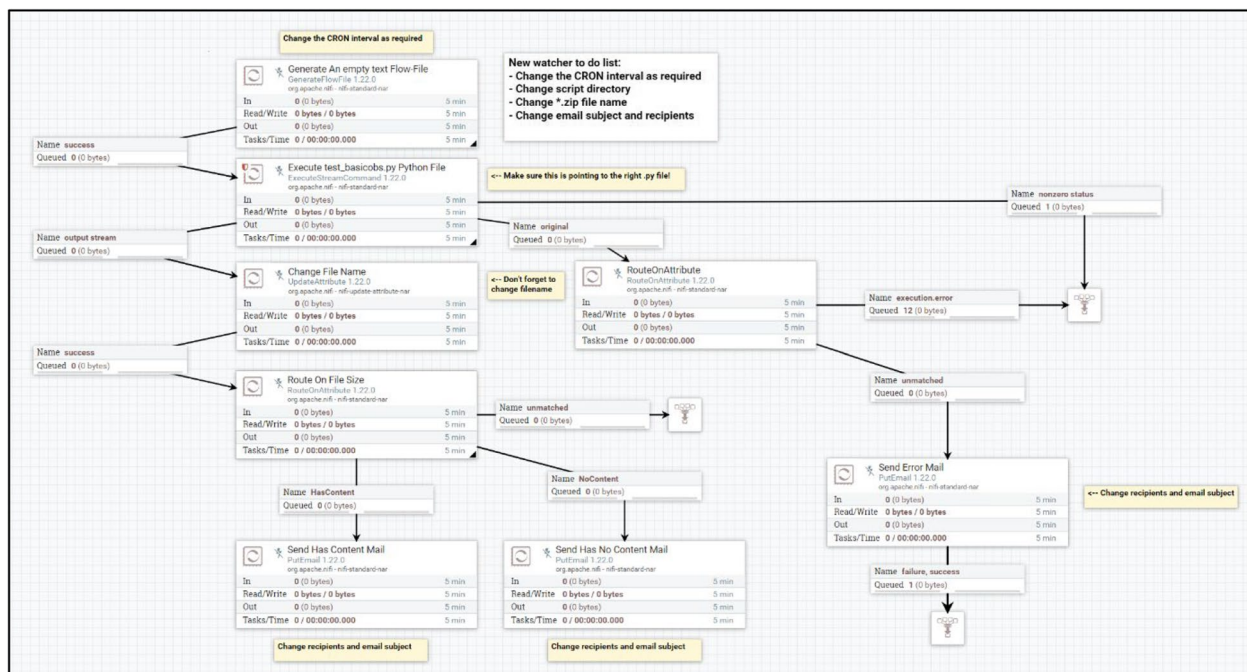 Change the CRON interval as required
Generate An empty text Flow-File
GenerateFlowFile 1.22.0
org.apache.nifi - nifi-standard-nar
In 0 (0 bytes) 5 min
Read/Write 0 bytes / 0 bytes 5 min
Out 0 (0 bytes) 5 min
Tasks/Time 0 / 00:00:00.000 5 min
New watcher to do list:
- Change the CRON interval as required
- Change script directory
- Change *.zip file name
- Change email subject and recipients
Name success
Queued 0 (0 bytes)
Execute test_basicobs.py Python File
ExecuteStreamCommand 1.22.0
org.apache.nifi - nifi-standard-nar
In 0 (0 bytes) 5 min
Read/Write 0 bytes / 0 bytes 5 min
Out 0 (0 bytes) 5 min
Tasks/Time 0 / 00:00:00.000 5 min
<-- Make sure this is pointing to the right .py file!
Name nonzero status
Queued 1 (0 bytes)
Name original
Queued 0 (0 bytes)
Name output stream
Queued 0 (0 bytes)
Change File Name
UpdateAttribute 1.22.0
org.apache.nifi - nifi-update-attribute-nar
In 0 (0 bytes) 5 min
Read/Write 0 bytes / 0 bytes 5 min
Out 0 (0 bytes) 5 min
Tasks/Time 0 / 00:00:00.000 5 min
<-- Don't forget to
change filename
RouteOnAttribute
RouteOnAttribute 1.22.0
org.apache.nifi - nifi-standard-nar
In 0 (0 bytes) 5 min
Read/Write 0 bytes / 0 bytes 5 min
Out 0 (0 bytes) 5 min
Tasks/Time 0 / 00:00:00.000 5 min
Name execution.error
Queued 12 (0 bytes)
Name success
Queued 0 (0 bytes)
Route On File Size
RouteOnAttribute 1.22.0
org.apache.nifi - nifi-standard-nar
In 0 (0 bytes) 5 min
Read/Write 0 bytes / 0 bytes 5 min
Out 0 (0 bytes) 5 min
Tasks/Time 0 / 00:00:00.000 5 min
Name unmatched
Queued 0 (0 bytes)
Name unmatched
Queued 0 (0 bytes)
Name HasContent
Queued 0 (0 bytes)
Name NoContent
Queued 0 (0 bytes)
Send Error Mail
PutEmail 1.22.0
org.apache.nifi - nifi-standard-nar
In 0 (0 bytes) 5 min
Read/Write 0 bytes / 0 bytes 5 min
Out 0 (0 bytes) 5 min
Tasks/Time 0 / 00:00:00.000 5 min
<-- Change recipients and email subject
Send Has Content Mail
PutEmail 1.22.0
org.apache.nifi - nifi-standard-nar
In 0 (0 bytes) 5 min
Read/Write 0 bytes / 0 bytes 5 min
Out 0 (0 bytes) 5 min
Tasks/Time 0 / 00:00:00.000 5 min
Send Has No Content Mail
PutEmail 1.22.0
org.apache.nifi - nifi-standard-nar
In 0 (0 bytes) 5 min
Read/Write 0 bytes / 0 bytes 5 min
Out 0 (0 bytes) 5 min
Tasks/Time 0 / 00:00:00.000 5 min
Name failure, success
Queued 1 (0 bytes)
Change recipients and email subject
Change recipients and email subject